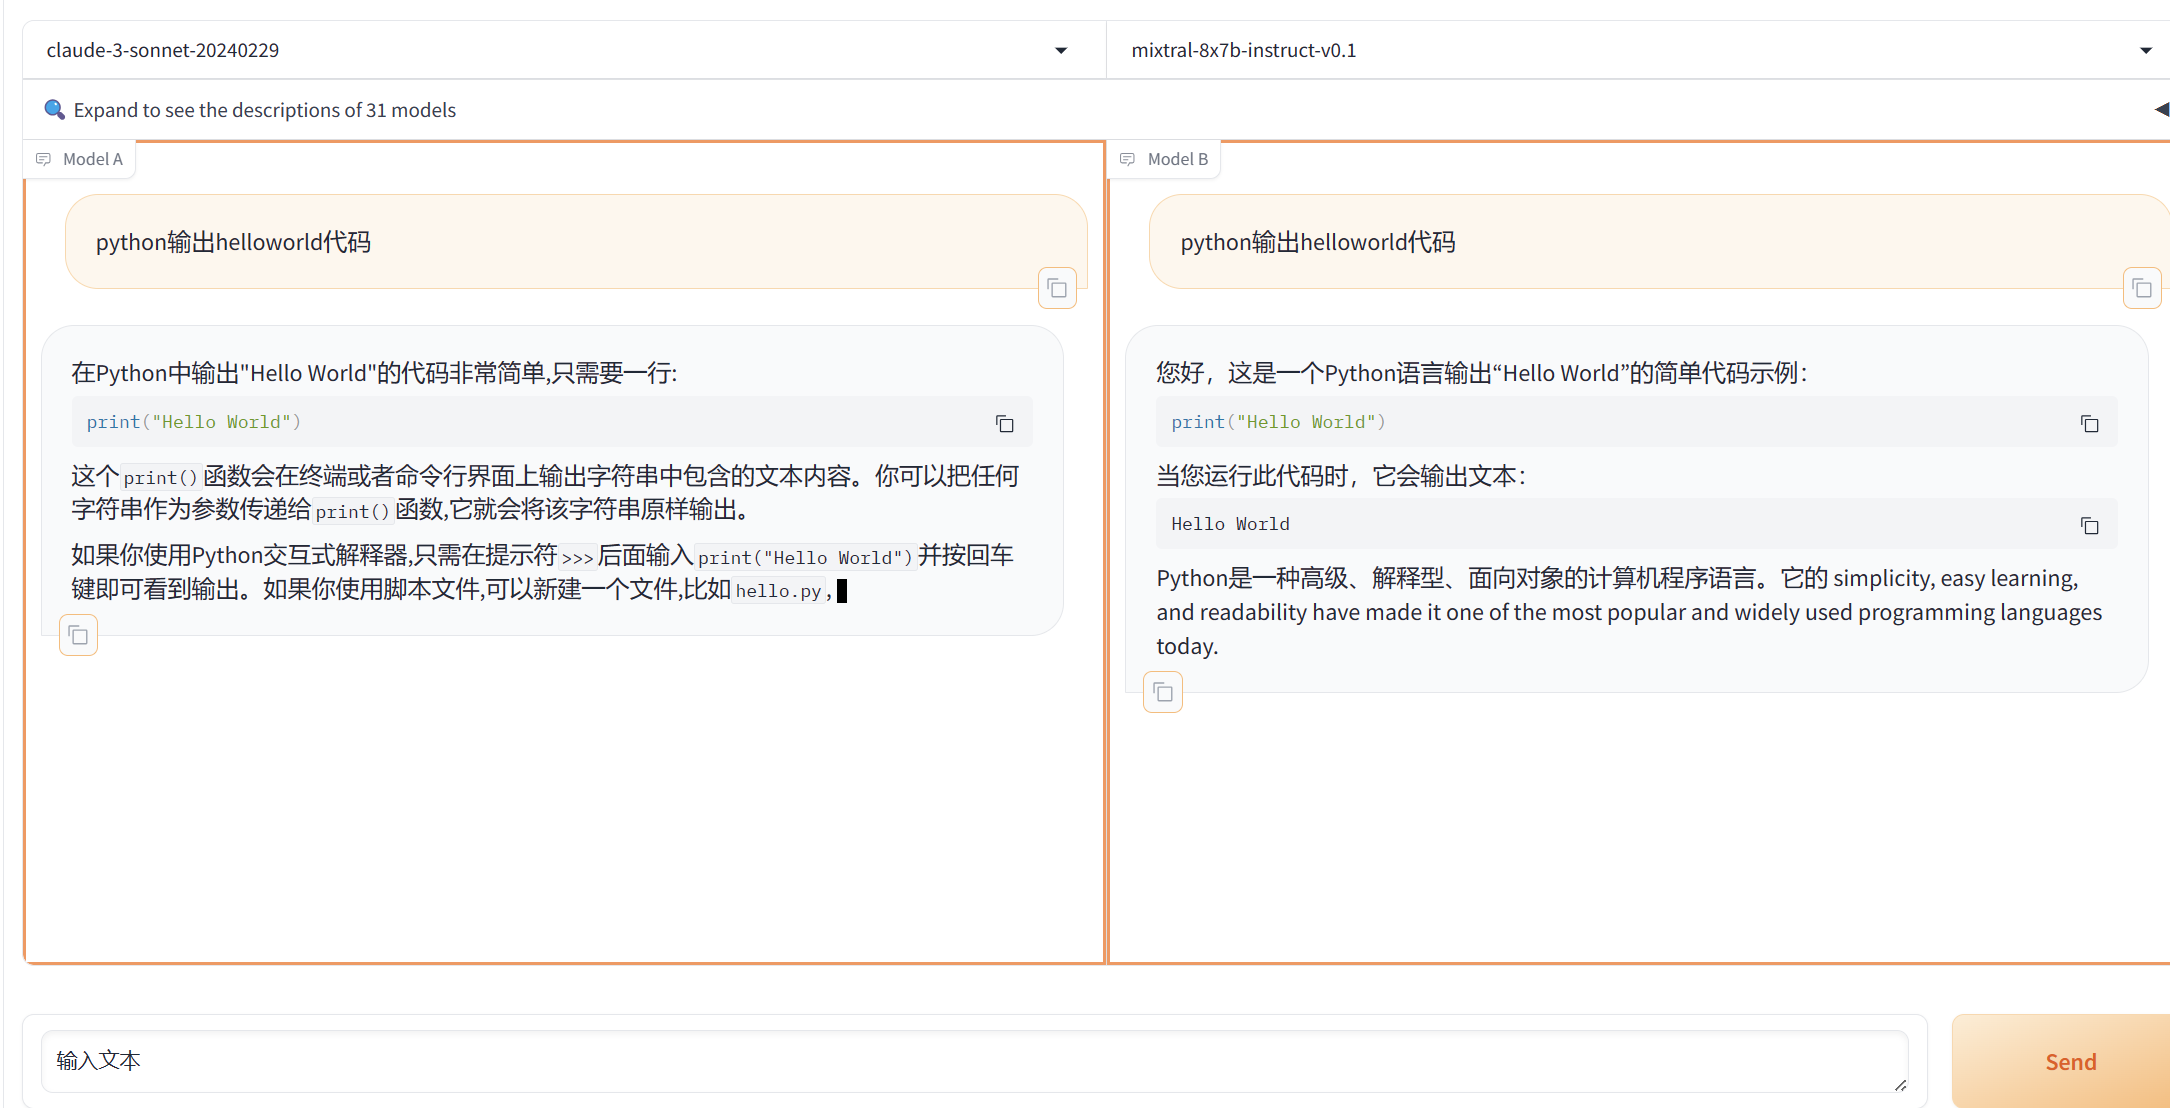 claude-3-sonnet-20240229
mixtral-8x7b-instruct-v0.1
Expand to see the descriptions of 31 models
Model A
python输出helloworld代码
在Python中输出"Hello World"的代码非常简单,只需要一行:
print("Hello World")
这个print()函数会在终端或者命令行界面上输出字符串中包含的文本内容。你可以把任何
字符串作为参数传递给print()函数,它就会将该字符串原样输出。
如果你使用Python交互式解释器,只需在提示符>>>后面输入print("Hello World")并按回车
键即可看到输出。如果你使用脚本文件,可以新建一个文件,比如hello.py,
Model B
python输出helloworld代码
您好，这是一个Python语言输出“Hello World”的简单代码示例：
print("Hello World")
当您运行此代码时，它会输出文本：
Hello World
Python是一种高级、解释型、面向对象的计算机程序语言。它的 simplicity, easy learning,
and readability have made it one of the most popular and widely used programming languages
today.
输入文本
Send